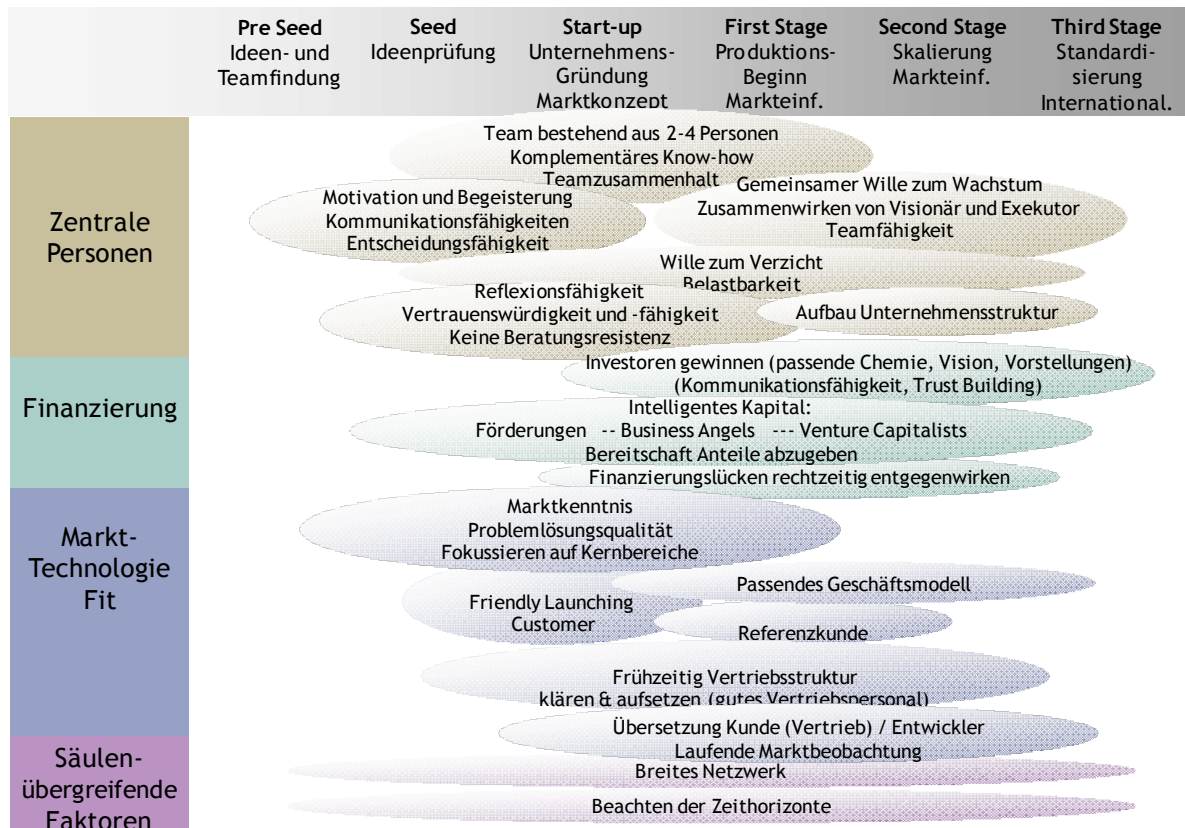 Pre Seed
Ideen- und
Teamfindung
Seed
Ideenprüfung
Start-up
Unternehmens-
Gründung
Marktkonzept
First Stage
Produktions-
Beginn
Markteinf.
Second Stage
Skalierung
Markteinf.
Third Stage
Standardi-
sierung
International.
Zentrale
Personen
Team bestehend aus 2-4 Personen
Komplementäres Know-how
Teamzusammenhalt
Motivation und Begeisterung
Kommunikationsfähigkeiten
Entscheidungsfähigkeit
Gemeinsamer Wille zum Wachstum
Zusammenwirken von Visionär und Exekutor
Teamfähigkeit
Wille zum Verzicht
Belastbarkeit
Reflexionsfähigkeit
Vertrauenswürdigkeit und -fähigkeit
Keine Beratungsresistenz
Aufbau Unternehmensstruktur
Finanzierung
Investoren gewinnen (passende Chemie, Vision, Vorstellungen)
(Kommunikationsfähigkeit, Trust Building)
Intelligentes Kapital:
Förderungen -- Business Angels --- Venture Capitalists
Bereitschaft Anteile abzugeben
Finanzierungslücken rechtzeitig entgegenwirken
Markt-
Technologie
Fit
Marktkenntnis
Problemlösungsqualität
Fokussieren auf Kernbereiche
Passendes Geschäftsmodell
Friendly Launching
Customer
Referenzkunde
Frühzeitig Vertriebsstruktur
klären & aufsetzen (gutes Vertriebspersonal)
Übersetzung Kunde (Vertrieb) / Entwickler
Laufende Marktbeobachtung
Säulen-
übergreifende
Faktoren
Breites Netzwerk
Beachten der Zeithorizonte